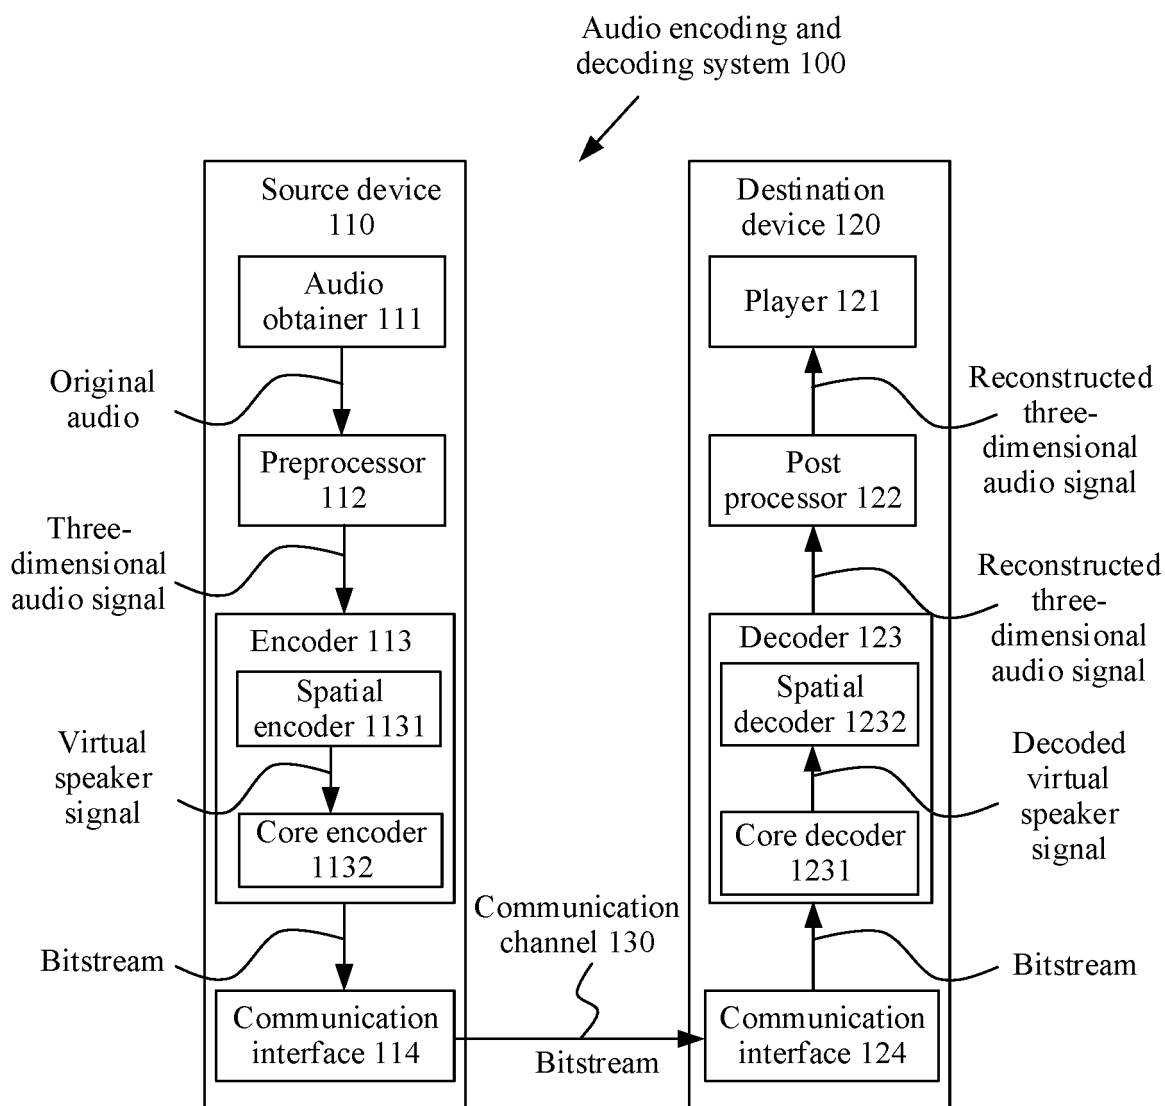 Audio encoding and
decoding system 100
Source device
110
Audio
obtainer 111
Original
audio
Preprocessor
112
Three-
dimensional
audio signal
Encoder 113
Spatial
encoder 1131
Virtual
speaker
signal
Core encoder
1132
Bitstream
Communication
interface 114
Communication
channel 130
Bitstream
Destination
device 120
Player 121
Reconstructed
three-
dimensional
audio signal
Post
processor 122
Reconstructed
three-
dimensional
audio signal
Decoder 123
Spatial
decoder 1232
Decoded
virtual
speaker
signal
Core decoder
1231
Bitstream
Communication
interface 124